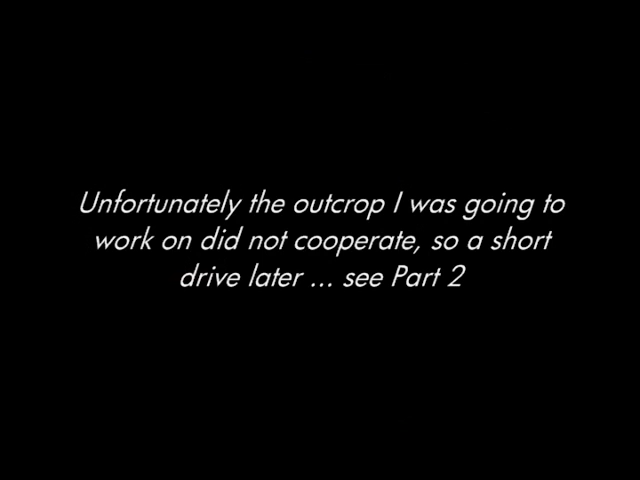 Unfortunately the outcrop I was going to
work on did not cooperate, so a short
drive later ... see Part 2